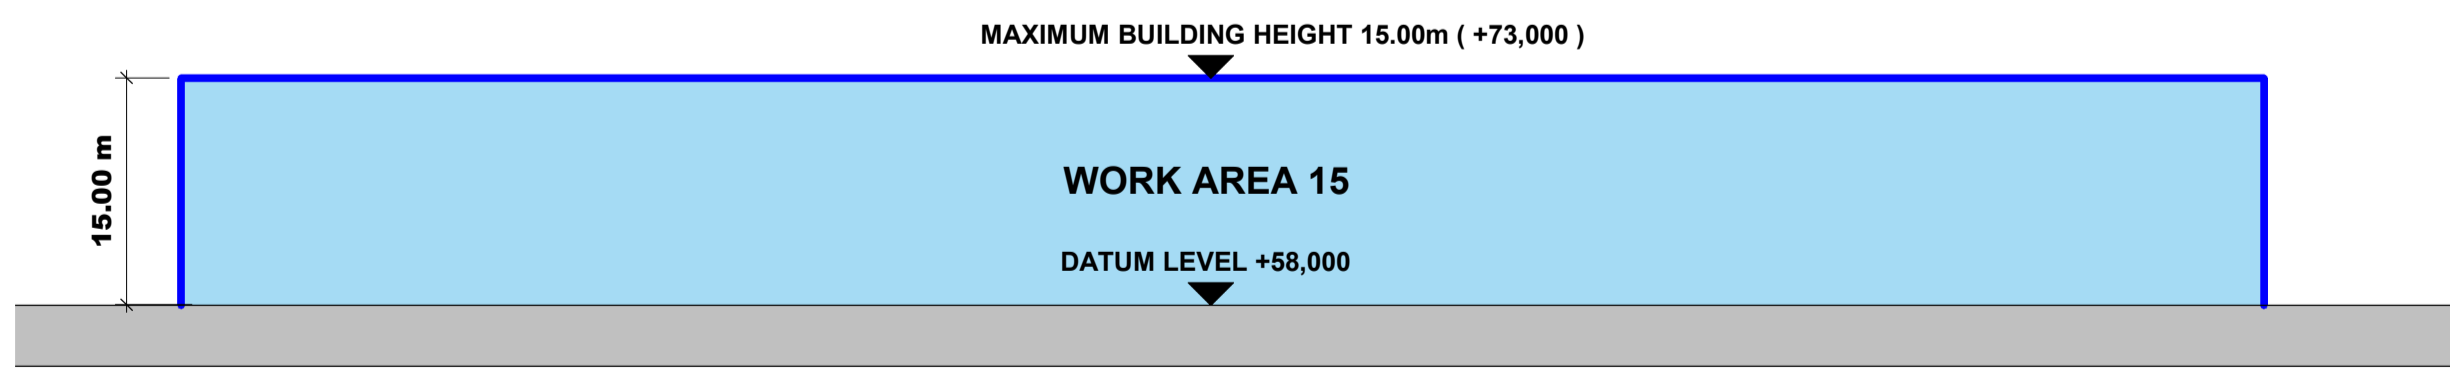 MAXIMUM BUILDING HEIGHT 15.00m ( +73,000 )
15.00 m
WORK AREA 15
DATUM LEVEL +58,000